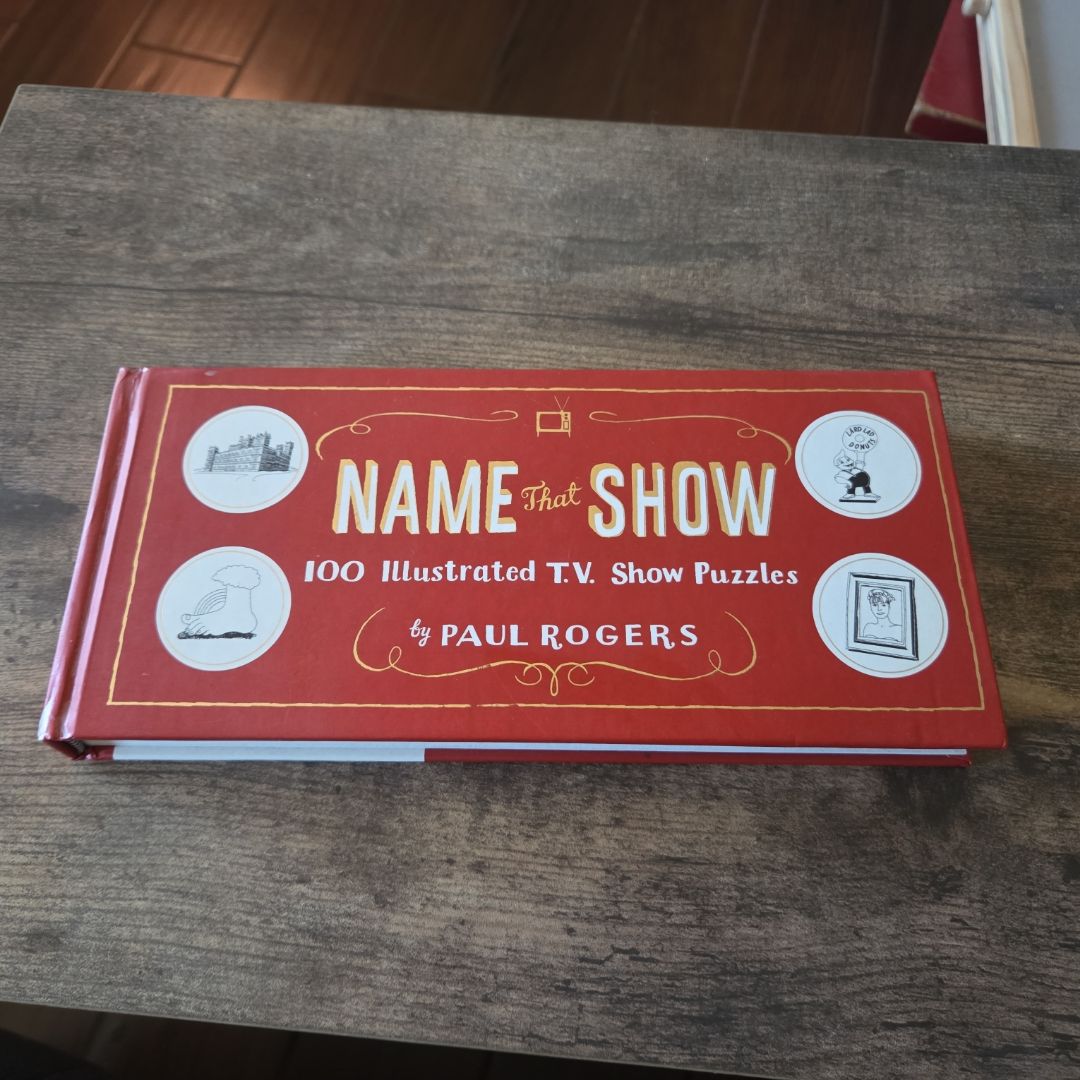 NAME That SHOW
100 Illustrated T.V. Show Puzzles
by PAUL ROGERS
LARD LAD
DONUTS